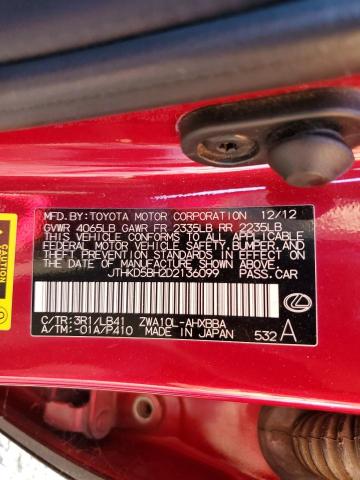 MFD.BY:TOYOTA MOTOR CORPORATION 12/12
GVWR 4065LB GAWR FR 2335LB RR 2235LB
THIS VEHICLE CONFORMS TO ALL APPLICABLE
FEDERAL MOTOR VEHICLE SAFETY,BUMPER, AND
THEFT PREVENTION STANDARDS IN EFFECT ON
THE DATE OF MANUFACTURE SHOWN ABOVE.
JTHKD5BH2D2136099 PASS.CAR
C/TR:3R1/LB41 ZWA10L-AHXBBA
A/TM:-01A/P410 MADE IN JAPAN 532 A